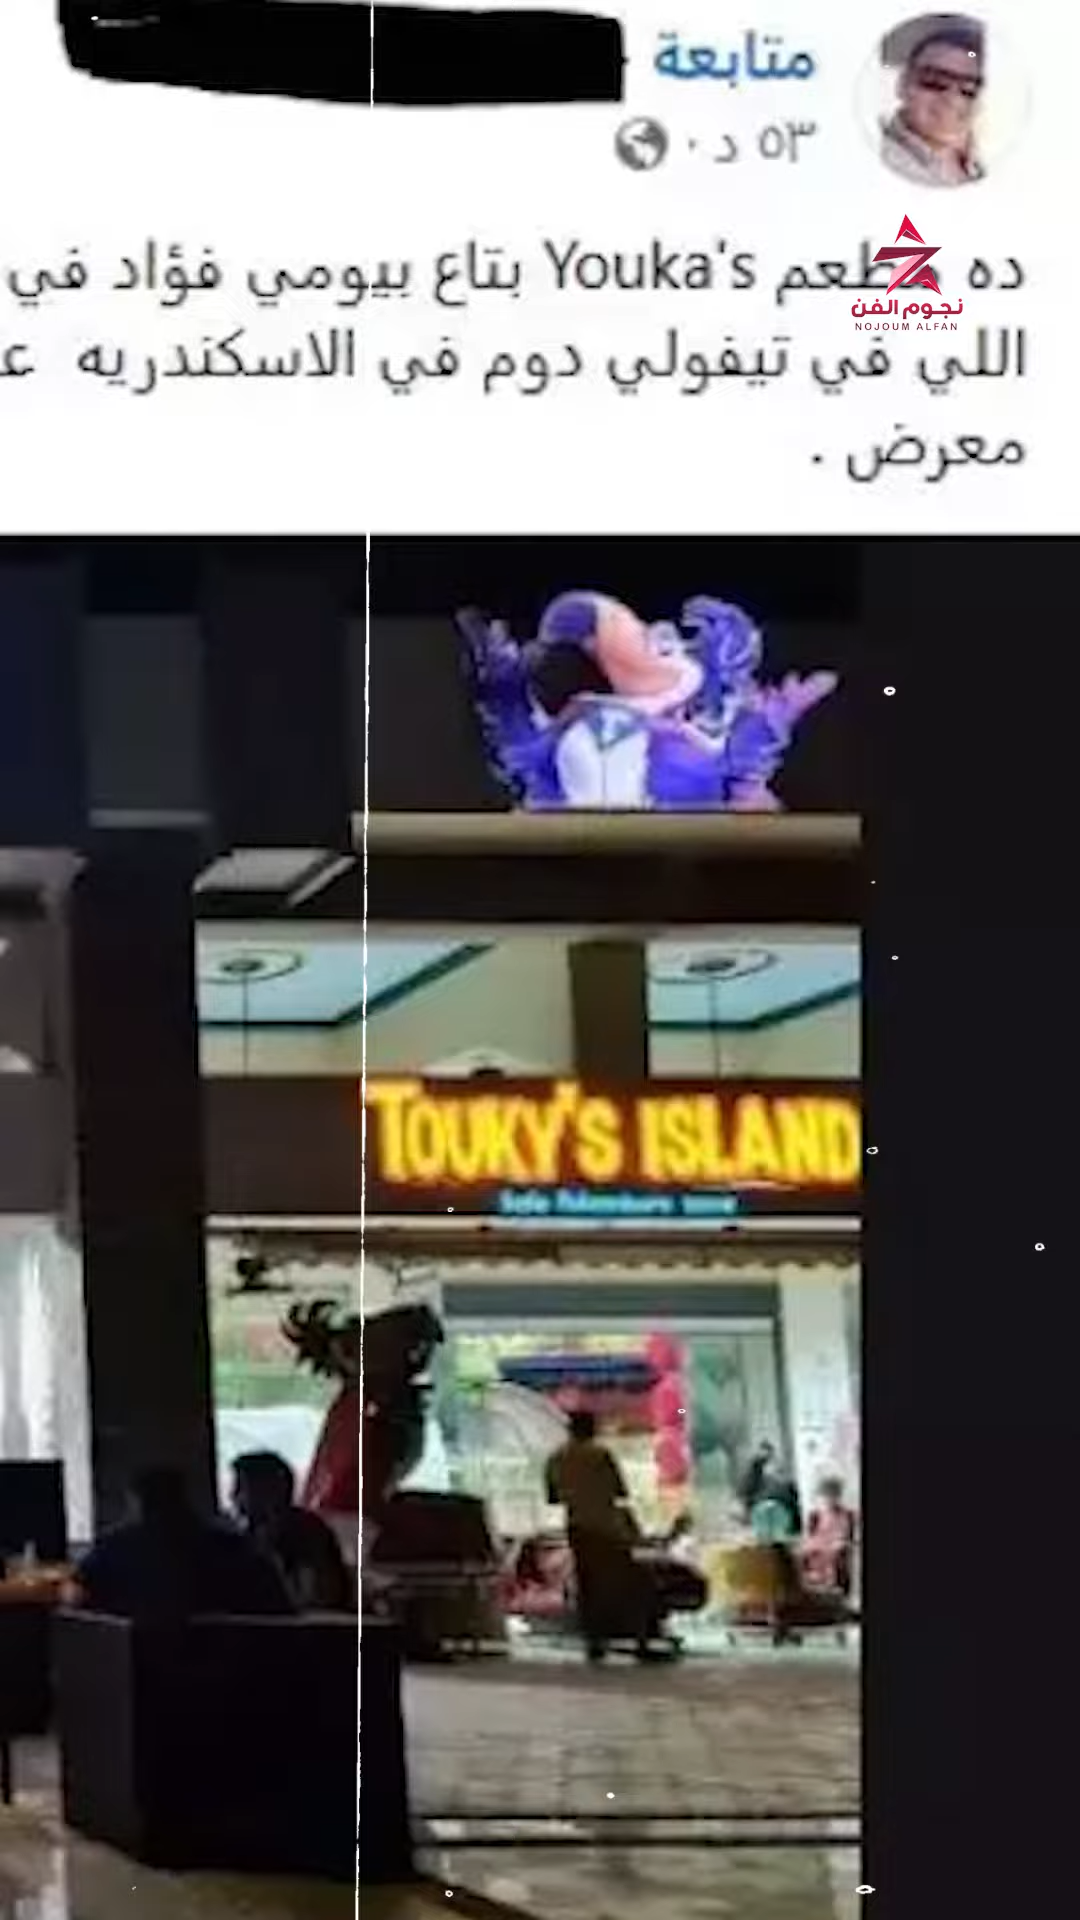 متابعة
٥٣ د ·
ده مطعم Youka's بتاع بيومي فؤاد في
اللي في تيفولي دوم في الاسكندريه ع
معرض .
نجوم الفن
NOJOUM ALFAN
TOUKY'S ISLAND